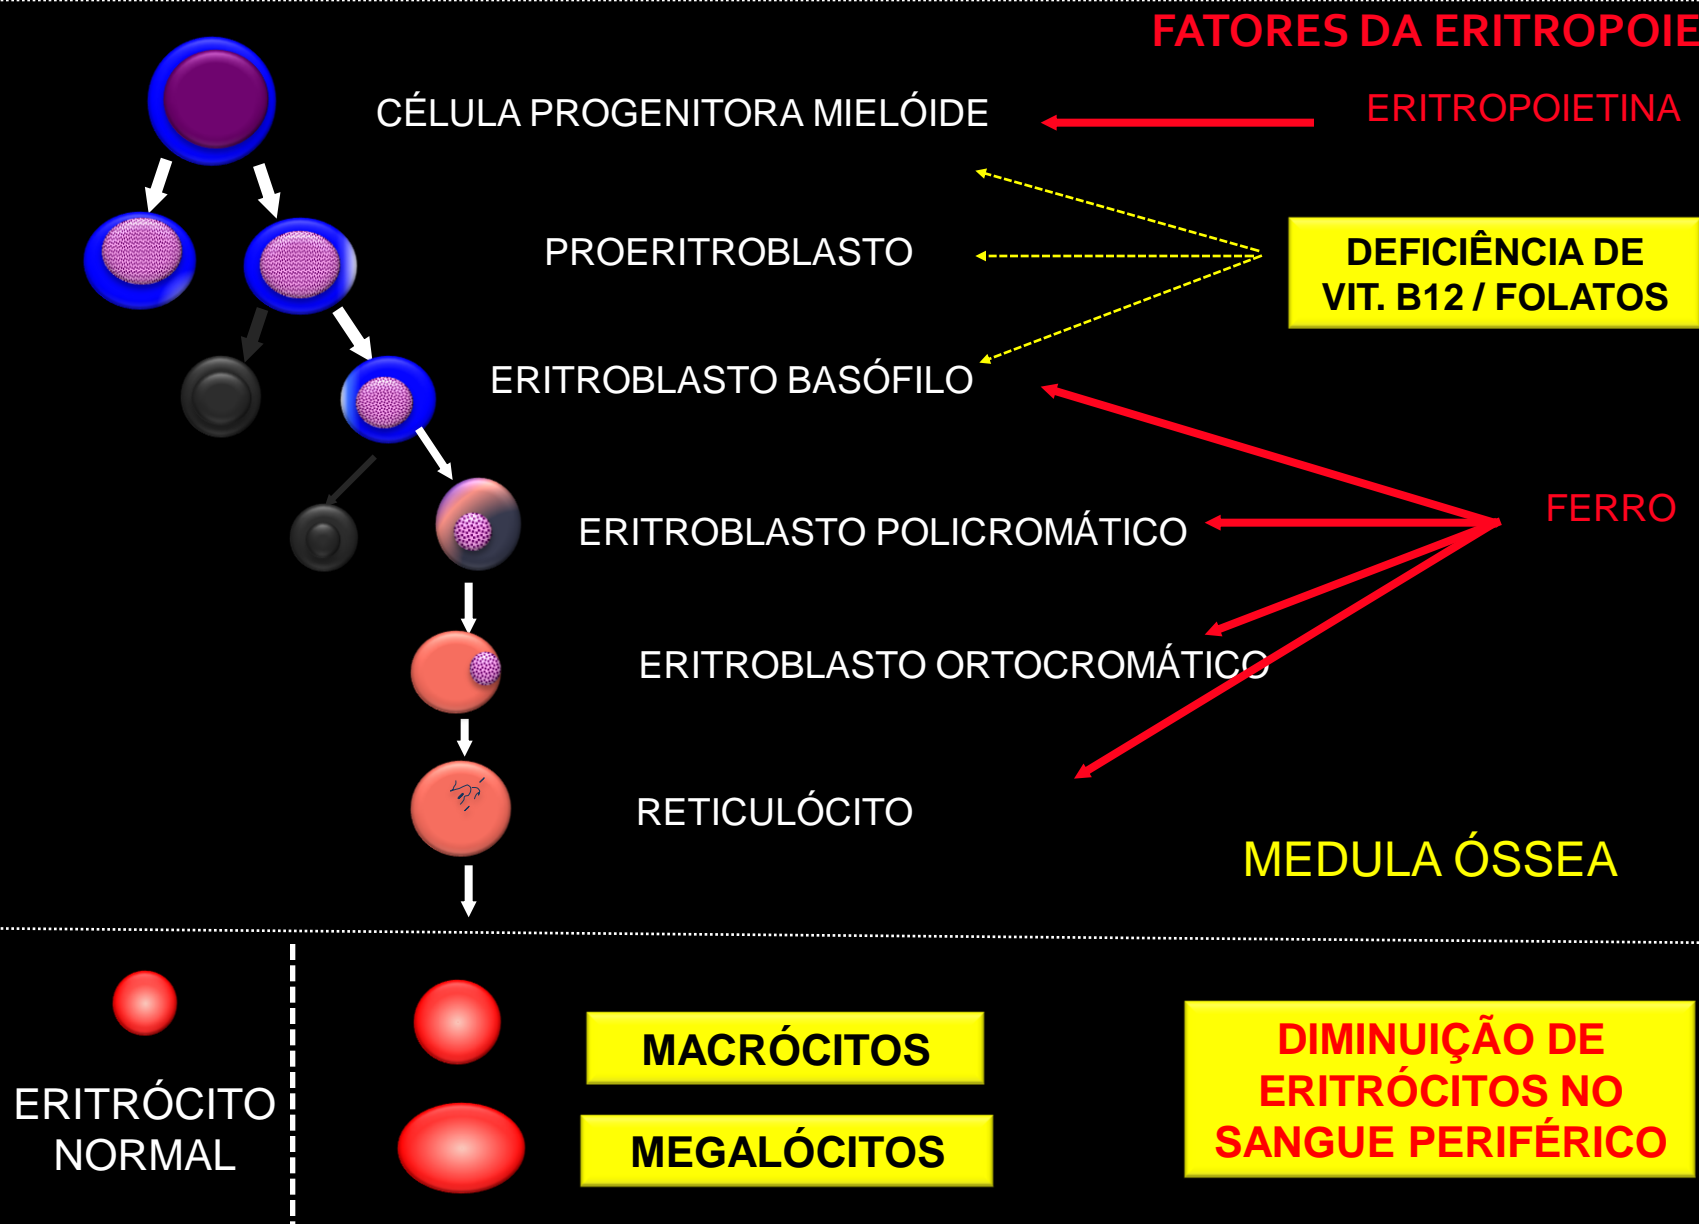 FATORES DA ERITROPOIE
CÉLULA PROGENITORA MIELÓIDE
ERITROPOIETINA
PROERITROBLASTO
DEFICIÊNCIA DE
VIT. B12 / FOLATOS
ERITROBLASTO BASÓFILO
FERRO
ERITROBLASTO POLICROMÁTICO
ERITROBLASTO ORTOCROMÁTICO
RETICULÓCITO
MEDULA ÓSSEA
ERITRÓCITO
NORMAL
MACRÓCITOS
MEGALÓCITOS
DIMINUIÇÃO DE
ERITRÓCITOS NO
SANGUE PERIFÉRICO